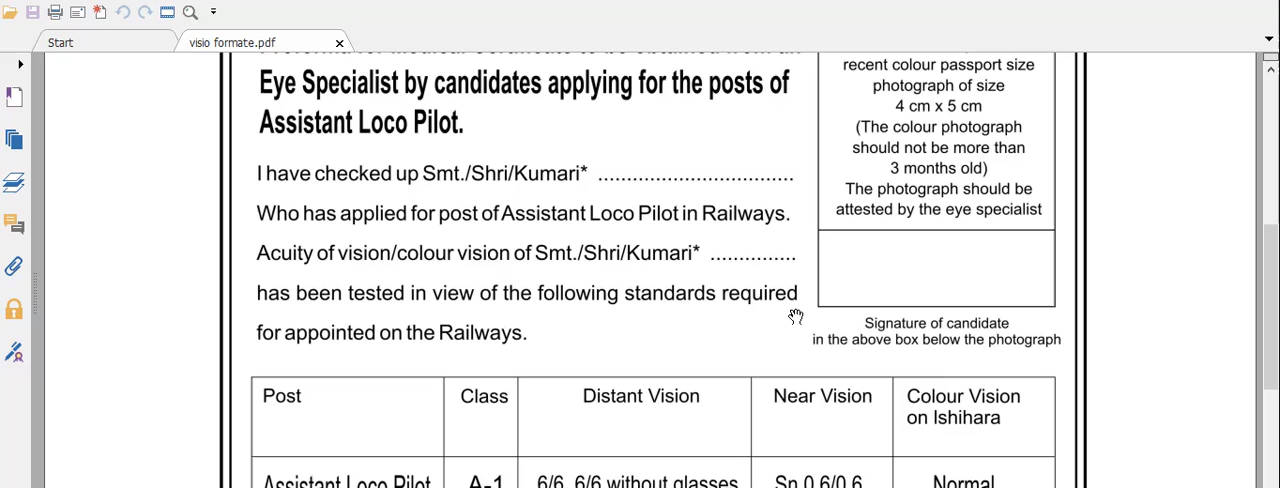 Start
visio formate.pdf
Eye Specialist by candidates applying for the posts of
Assistant Loco Pilot.
I have checked up Smt./Shri/Kumari* ..................................
Who has applied for post of Assistant Loco Pilot in Railways.
Acuity of vision/colour vision of Smt./Shri/Kumari* ...............
has been tested in view of the following standards required
for appointed on the Railways.
recent colour passport size
photograph of size
4 cm x 5 cm
(The colour photograph
should not be more than
3 months old)
The photograph should be
attested by the eye specialist
Signature of candidate
in the above box below the photograph
Post Class Distant Vision Near Vision Colour Vision
on Ishihara
Assistant Loco Pilot A-1 6/6, 6/6 without glasses Sn 0.6/0.6 Normal